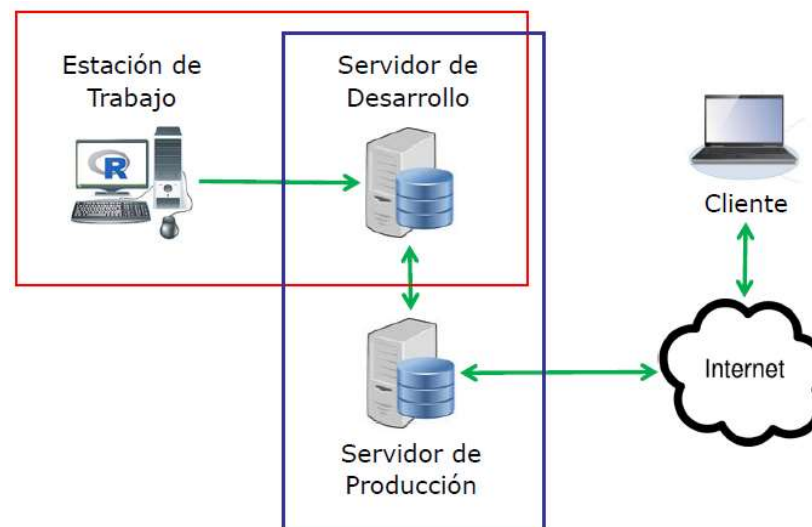 Estación de
Trabajo
R
Servidor de
Desarrollo
Cliente
Internet
Servidor de
Producción